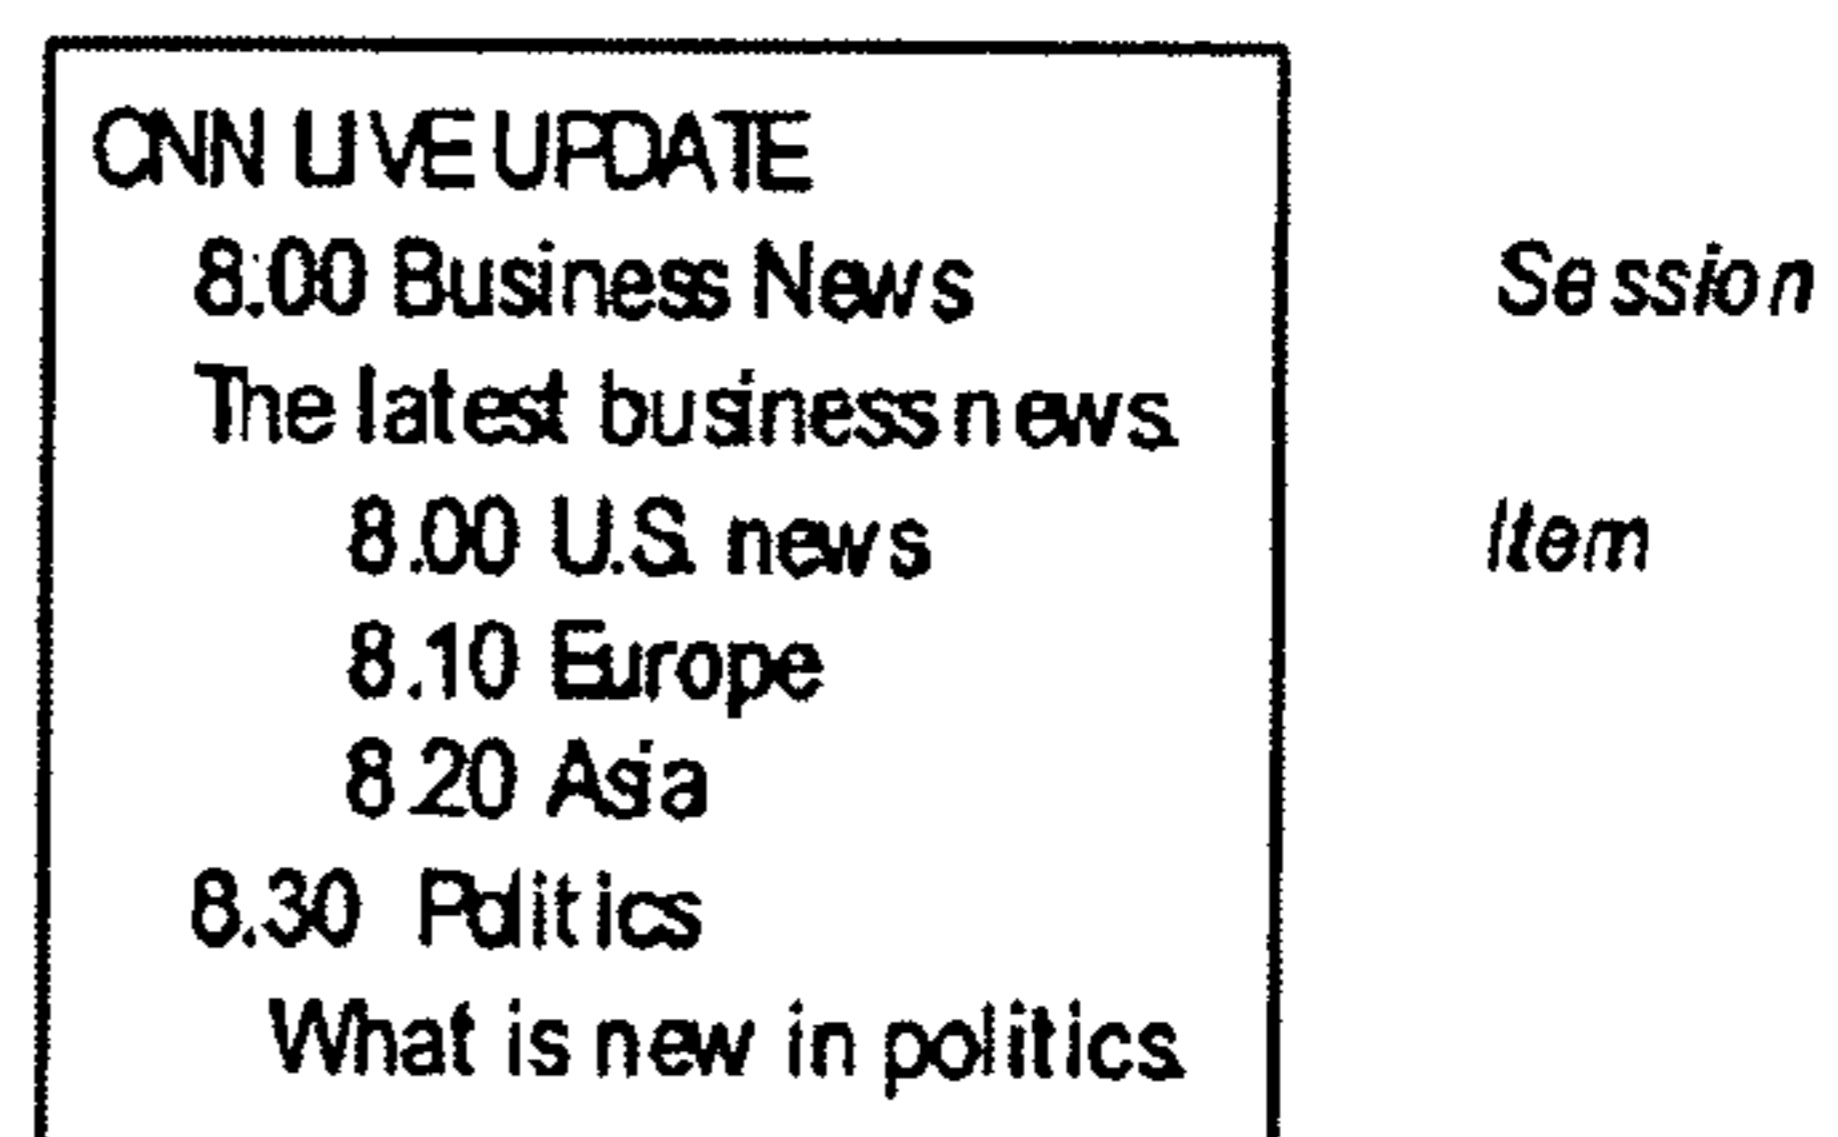 CNN LIVE UPDATE
8:00 Business News Session
The latest business news.
8.00 U.S. news Item
8.10 Europe
8.20 Asia
8.30 Politics
What is new in politics.